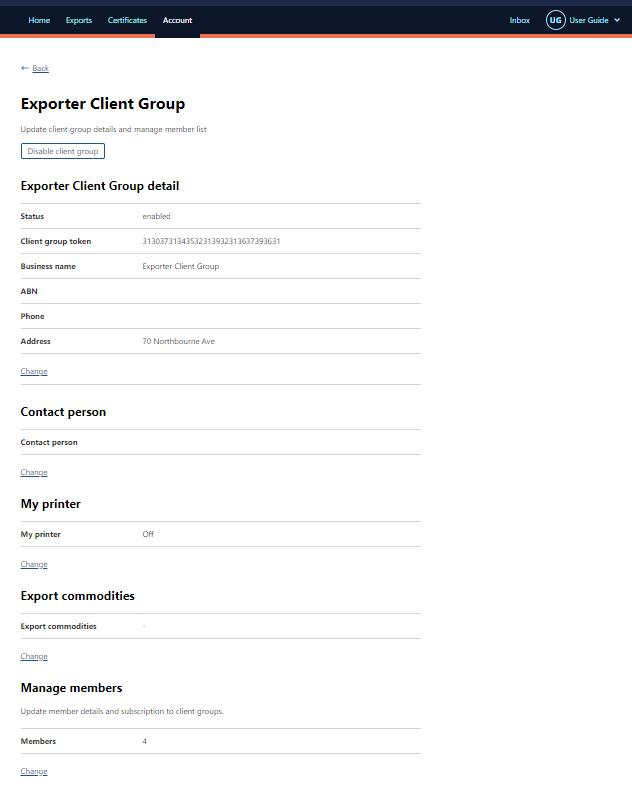 Home Exports Certificates Account Inbox UG User Guide
← Back
Exporter Client Group
Update client group details and manage member list
Disable client group
Exporter Client Group detail
Status enabled
Client group token 31303731343532313932313637393631
Business name Exporter Client Group
ABN
Phone
Address 70 Northbourne Ave
Change
Contact person
Contact person
Change
My printer
My printer Off
Change
Export commodities
Export commodities -
Change
Manage members
Update member details and subscription to client groups.
Members 4
Change